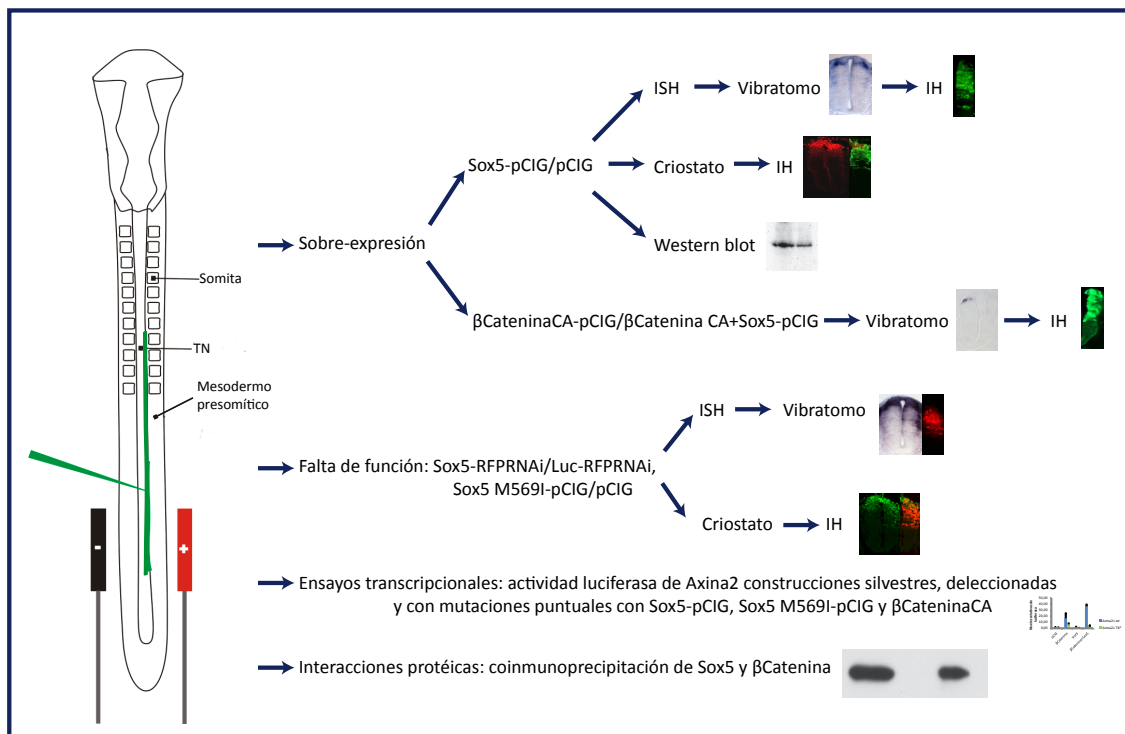 ISH
Vibratomo
IH
Sox5-pCIG/pCIG
Criostato
IH
Western blot
Sobre-expresión
Somita
βCateninaCA-pCIG/βCatenina CA+Sox5-pCIG
Vibratomo
IH
TN
Mesodermo
presomítico
ISH
Vibratomo
Falta de función: Sox5-RFPRNAi/Luc-RFPRNAi,
Sox5 M569I-pCIG/pCIG
Criostato
IH
-
+
Ensayos transcripcionales: actividad luciferasa de Axina2 construcciones silvestres, deleccionadas
y con mutaciones puntuales con Sox5-pCIG, Sox5 M569I-pCIG y βCateninaCA
Interacciones protéicas: coinmunoprecipitación de Sox5 y βCatenina